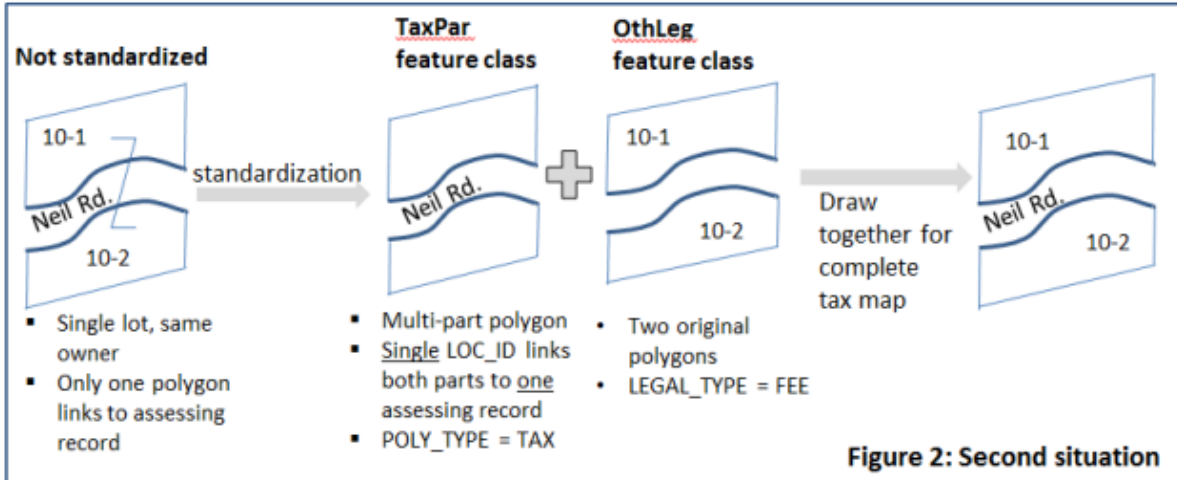 Not standardized
10-1
Neil Rd.
10-2
▪ Single lot, same
owner
▪ Only one polygon
links to assessing
record
standardization
TaxPar
feature class
Neil Rd.
▪ Multi-part polygon
▪ Single LOC_ID links
both parts to one
assessing record
▪ POLY_TYPE = TAX
OthLeg
feature class
10-1
10-2
• Two original
polygons
• LEGAL_TYPE = FEE
Draw
together for
complete
tax map
10-1
Neil Rd.
10-2
Figure 2: Second situation